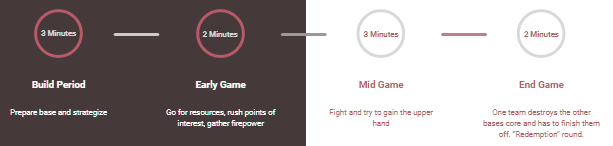 3 Minutes
2 Minutes
3 Minutes
2 Minutes
Build Period
Early Game
Mid Game
End Game
Prepare base and strategize
Go for resources, rush points of
interest, gather firepower
Fight and try to gain the upper
hand
One team destroys the other
bases core and has to finish them
off. "Redemption" round.